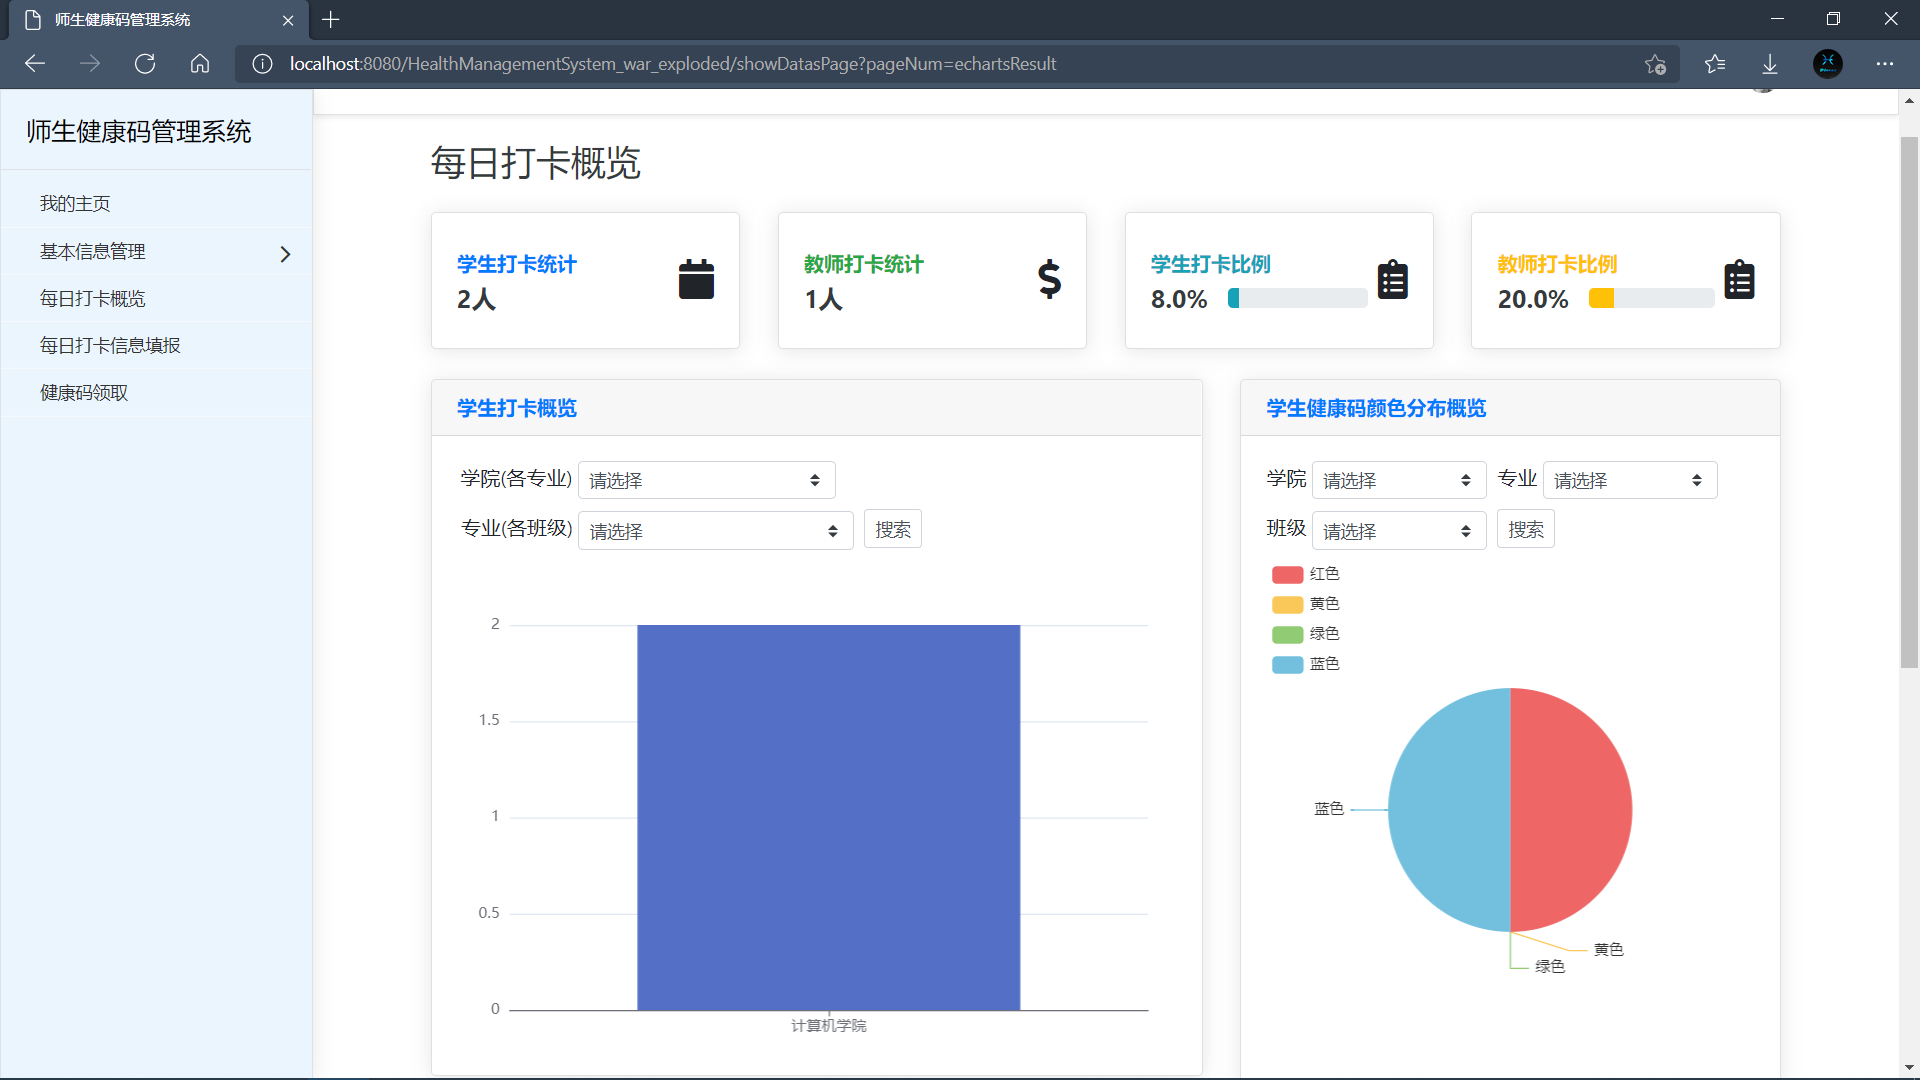 师生健康码管理系统
localhost:8080/HealthManagementSystem_war_exploded/showDatasPage?pageNum=echartsResult
师生健康码管理系统
我的主页
基本信息管理
每日打卡概览
每日打卡信息填报
健康码领取
每日打卡概览
学生打卡统计
2人
教师打卡统计
1人
学生打卡比例
8.0%
教师打卡比例
20.0%
学生打卡概览
学院(各专业) 请选择
专业(各班级) 请选择 搜索
2
1.5
1
0.5
0
计算机学院
学生健康码颜色分布概览
学院 请选择 专业 请选择
班级 请选择 搜索
红色
黄色
绿色
蓝色
蓝色
黄色
绿色